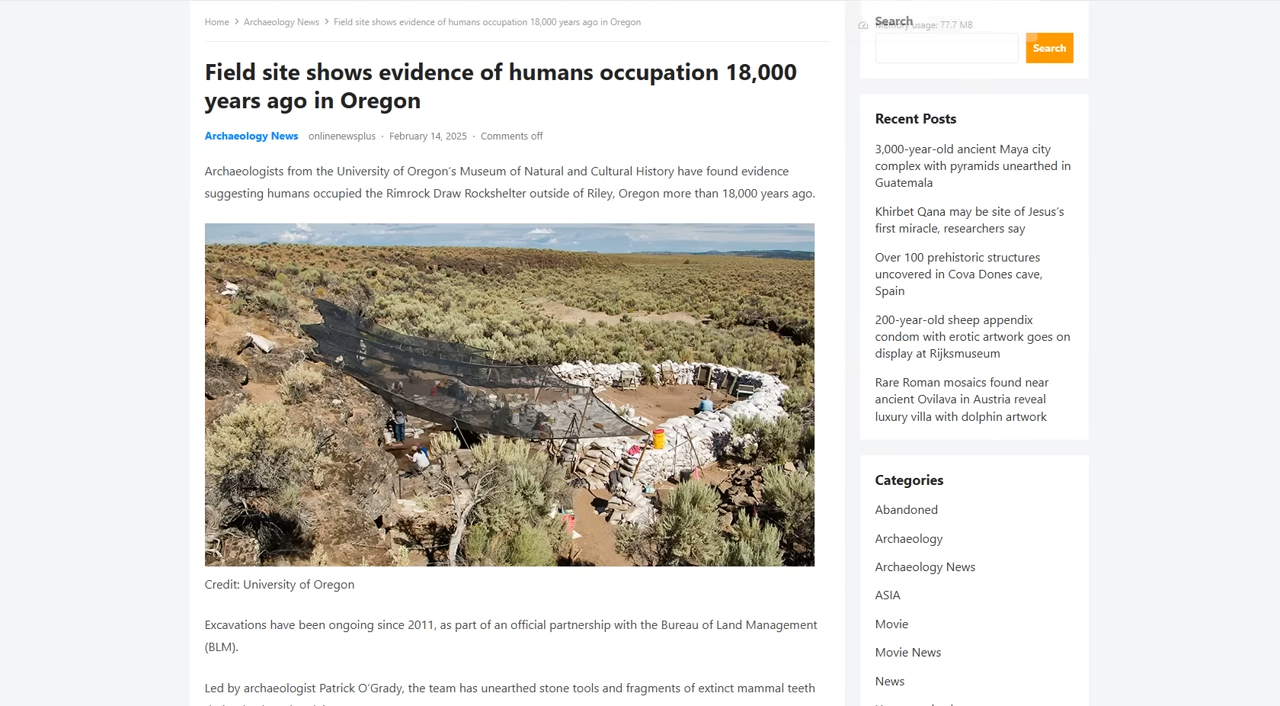 Home > Archaeology News > Field site shows evidence of humans occupation 18,000 years ago in Oregon
Field site shows evidence of humans occupation 18,000
years ago in Oregon
Archaeology News onlinenewsplus · February 14, 2025 · Comments off
Archaeologists from the University of Oregon's Museum of Natural and Cultural History have found evidence
suggesting humans occupied the Rimrock Draw Rockshelter outside of Riley, Oregon more than 18,000 years ago.
Credit: University of Oregon
Excavations have been ongoing since 2011, as part of an official partnership with the Bureau of Land Management
(BLM).
Led by archaeologist Patrick O'Grady, the team has unearthed stone tools and fragments of extinct mammal teeth
Search
Memory usage: 77.7 MB
Search
Recent Posts
3,000-year-old ancient Maya city
complex with pyramids unearthed in
Guatemala
Khirbet Qana may be site of Jesus's
first miracle, researchers say
Over 100 prehistoric structures
uncovered in Cova Dones cave,
Spain
200-year-old sheep appendix
condom with erotic artwork goes on
display at Rijksmuseum
Rare Roman mosaics found near
ancient Ovilava in Austria reveal
luxury villa with dolphin artwork
Categories
Abandoned
Archaeology
Archaeology News
ASIA
Movie
Movie News
News